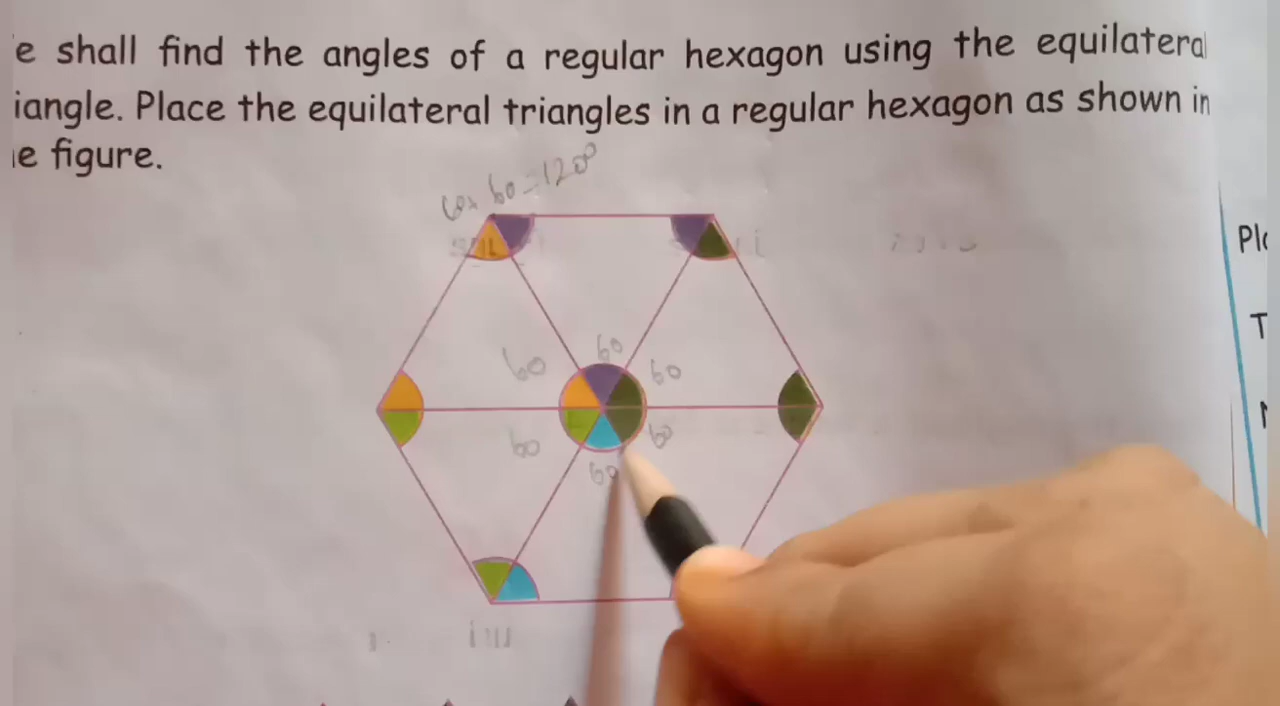 e shall find the angles of a regular hexagon using the equilatera
iangle. Place the equilateral triangles in a regular hexagon as shown in
e figure.
60+ 60=120°
60
60
60
60
60
60
Pl
T